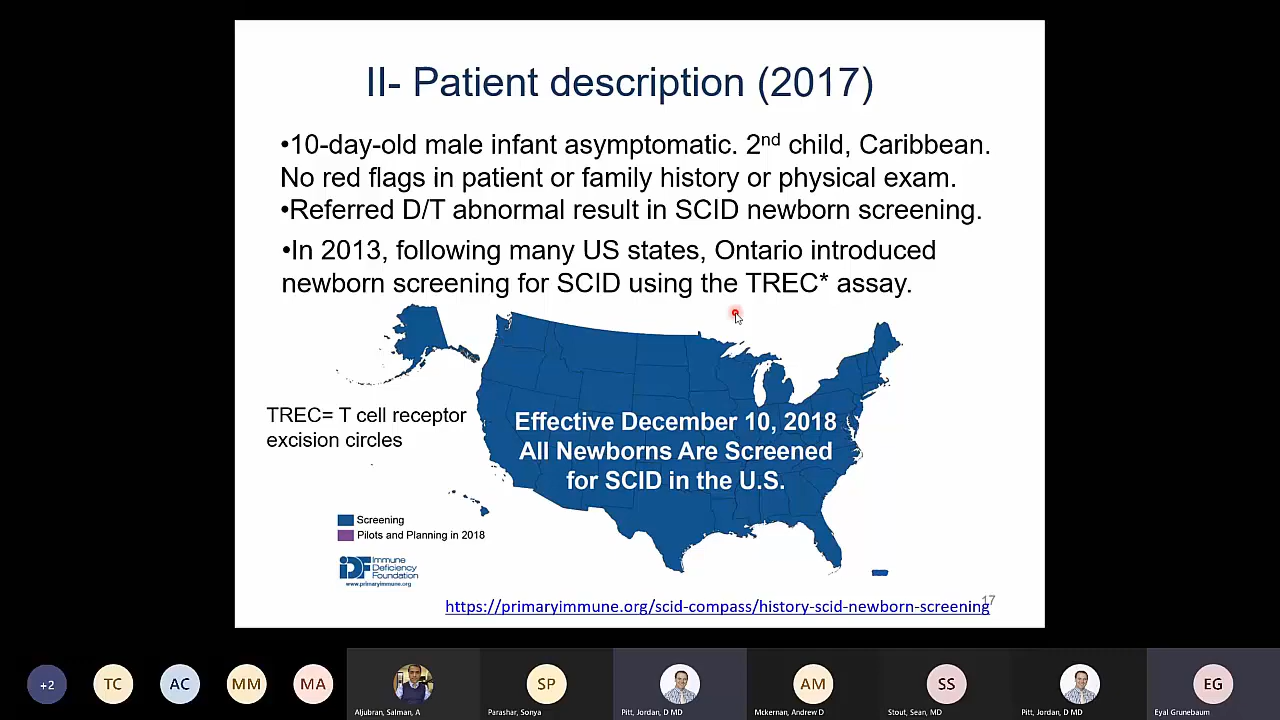 II- Patient description (2017)
•10-day-old male infant asymptomatic. 2nd child, Caribbean.
No red flags in patient or family history or physical exam.
•Referred D/T abnormal result in SCID newborn screening.
•In 2013, following many US states, Ontario introduced
newborn screening for SCID using the TREC* assay.
TREC= T cell receptor
excision circles
Effective December 10, 2018
All Newborns Are Screened
for SCID in the U.S.
Screening
Pilots and Planning in 2018
IDF Immune
Deficiency
Foundation
www.primaryimmune.org
https://primaryimmune.org/scid-compass/history-scid-newborn-screening
17
+2
TC
AC
MM
MA
SP
AM
SS
EG
Aljubran, Salman, A
Parashar, Sonya
Pitt, Jordan, D MD
Mckernan, Andrew D
Stout, Sean, MD
Pitt, Jordan, D MD
Eyal Grunebaum